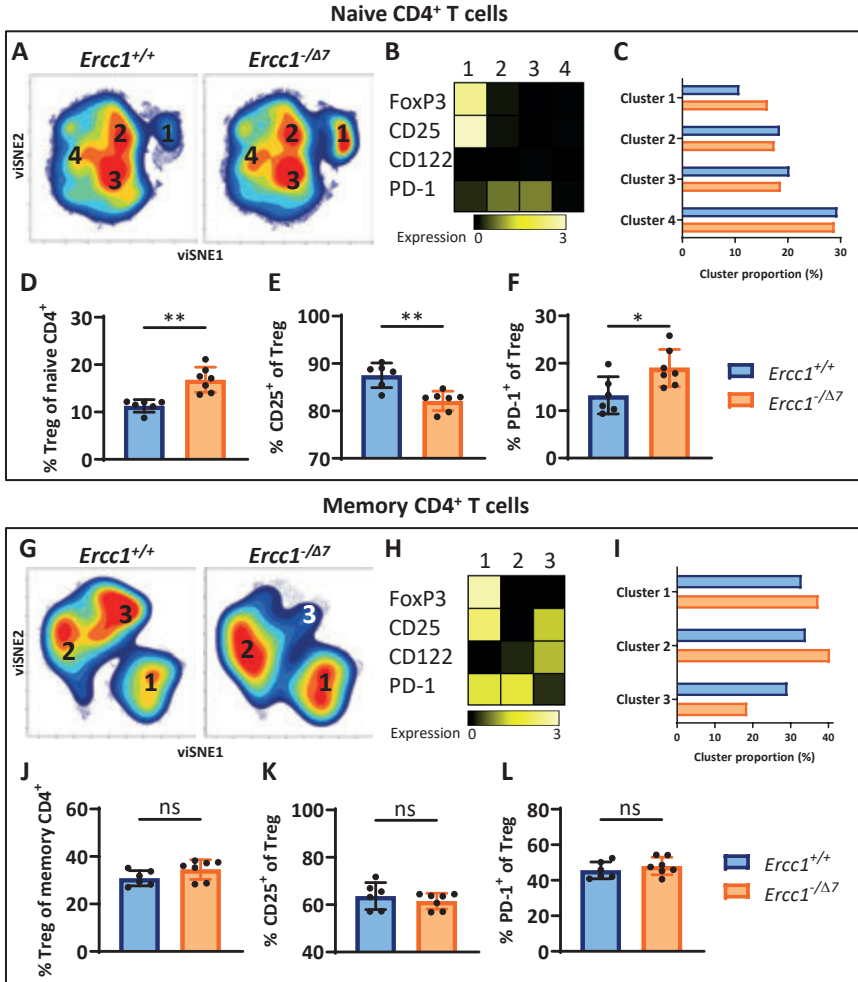 Naive CD4⁺ T cells
A
Ercc1⁺/⁺
Ercc1⁻/Δ⁷
viSNE2
1
2
3
4
1
2
3
4
viSNE1
B
1 2 3 4
FoxP3
CD25
CD122
PD-1
Expression
0 3
C
Cluster 1
Cluster 2
Cluster 3
Cluster 4
0 10 20 30
Cluster proportion (%)
D
% Treg of naive CD4⁺
30
20
10
0
**
E
% CD25⁺ of Treg
100
90
80
70
**
F
% PD-1⁺ of Treg
30
20
10
0
*
Ercc1⁺/⁺
Ercc1⁻/Δ⁷
Memory CD4⁺ T cells
G
Ercc1⁺/⁺
Ercc1⁻/Δ⁷
viSNE2
3
2
1
3
2
1
viSNE1
H
1 2 3
FoxP3
CD25
CD122
PD-1
Expression
0 3
I
Cluster 1
Cluster 2
Cluster 3
0 10 20 30 40
Cluster proportion (%)
J
% Treg of memory CD4⁺
60
40
20
0
ns
K
% CD25⁺ of Treg
100
80
60
40
ns
L
% PD-1⁺ of Treg
80
60
40
20
0
ns
Ercc1⁺/⁺
Ercc1⁻/Δ⁷